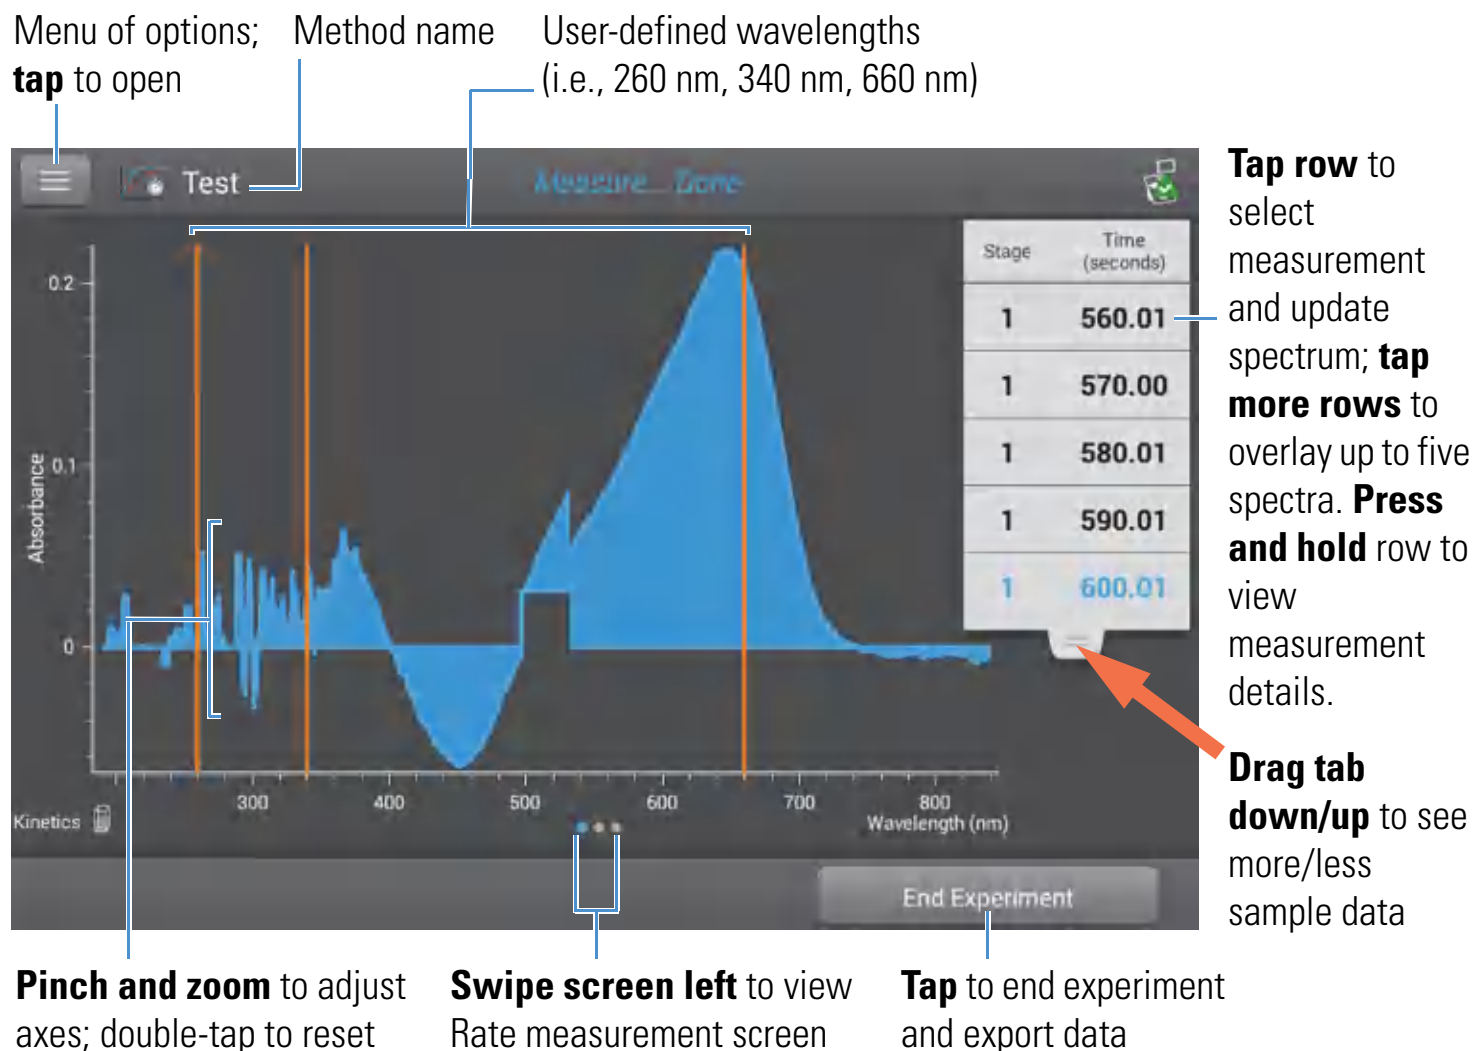 Menu of options;
tap to open
Method name
User-defined wavelengths
(i.e., 260 nm, 340 nm, 660 nm)
Test
Measure... Done
Stage
Time
(seconds)
1 560.01
1 570.00
1 580.01
1 590.01
1 600.01
Absorbance
0.2
0.1
0
300 400 500 600 700 800
Wavelength (nm)
Kinetics
End Experiment
Tap row to
select
measurement
and update
spectrum; tap
more rows to
overlay up to five
spectra. Press
and hold row to
view
measurement
details.
Drag tab
down/up to see
more/less
sample data
Pinch and zoom to adjust
axes; double-tap to reset
Swipe screen left to view
Rate measurement screen
Tap to end experiment
and export data